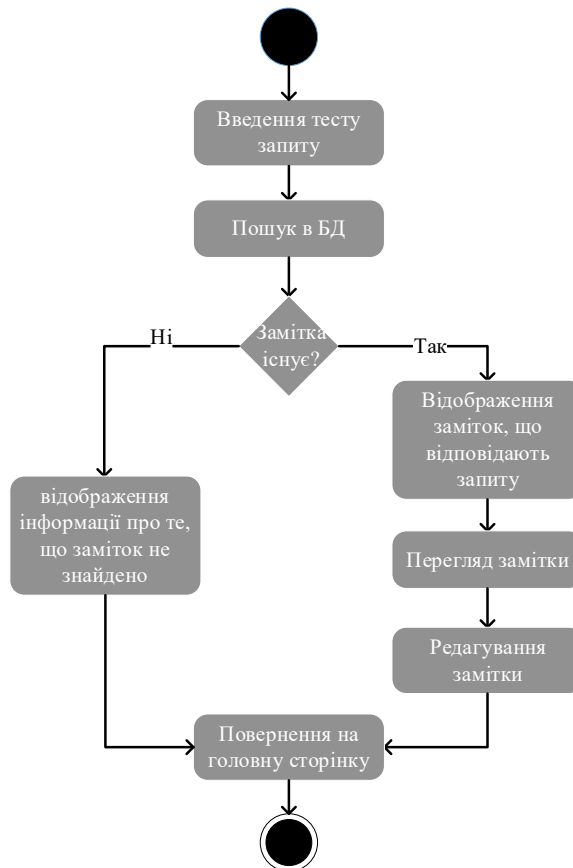 Введення тесту
запиту
Пошук в БД
Замітка
існує?
Ні
Так
Відображення
заміток, що
відповідають
запиту
відображення
інформації про те,
що заміток не
знайдено
Перегляд замітки
Редагування
замітки
Повернення на
головну сторінку